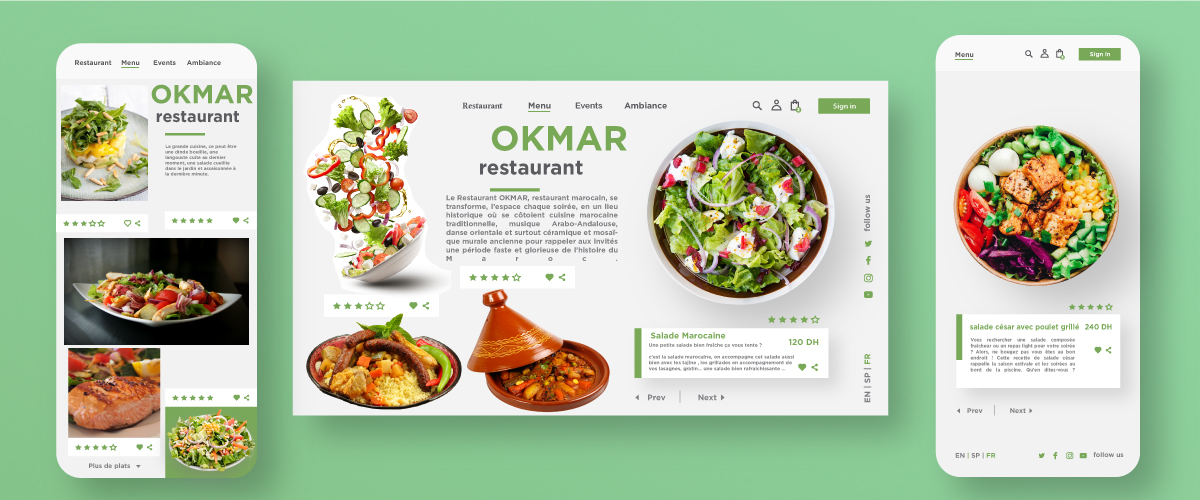 Restaurant Menu Events Ambiance
OKMAR
restaurant
La grande cuisine, ce peut être
une dinde bouillie, une
langouste cuite au dernier
moment, une salade cueillie
dans le jardin et assaisonnée à
la dernière minute.
Plus de plats
Restaurant Menu Events Ambiance Sign in
OKMAR
restaurant
Le Restaurant OKMAR, restaurant marocain, se
transforme, l'espace chaque soirée, en un lieu
historique où se côtoient cuisine marocaine
traditionnelle, musique Arabo-Andalouse,
danse orientale et surtout céramique et mosaï-
que murale ancienne pour rappeler aux invités
une période faste et glorieuse de l'histoire du
M a r o c .
follow us
Salade Marocaine
120 DH
Une petite salade bien fraîche ça vous tente ?
c'est la salade marocaine, en accompagne cet salade aussi
bien avec les tajine , les grillades en accompagnement de
vos lasagnes, gratin... une salade bien rafraîchissante ...
EN | SP | FR
Prev | Next
Menu Sign in
salade césar avec poulet grillé 240 DH
Vous rechercher une salade composée
fraîcheur ou un repas light pour votre soirée
? Alors, ne bougez pas vous êtes au bon
endroit ! Cette recette de salade césar
rappelle la saison estivale et les soirées au
bord de la piscine. Qu'en dites-vous ?
Prev | Next
EN | SP | FR follow us